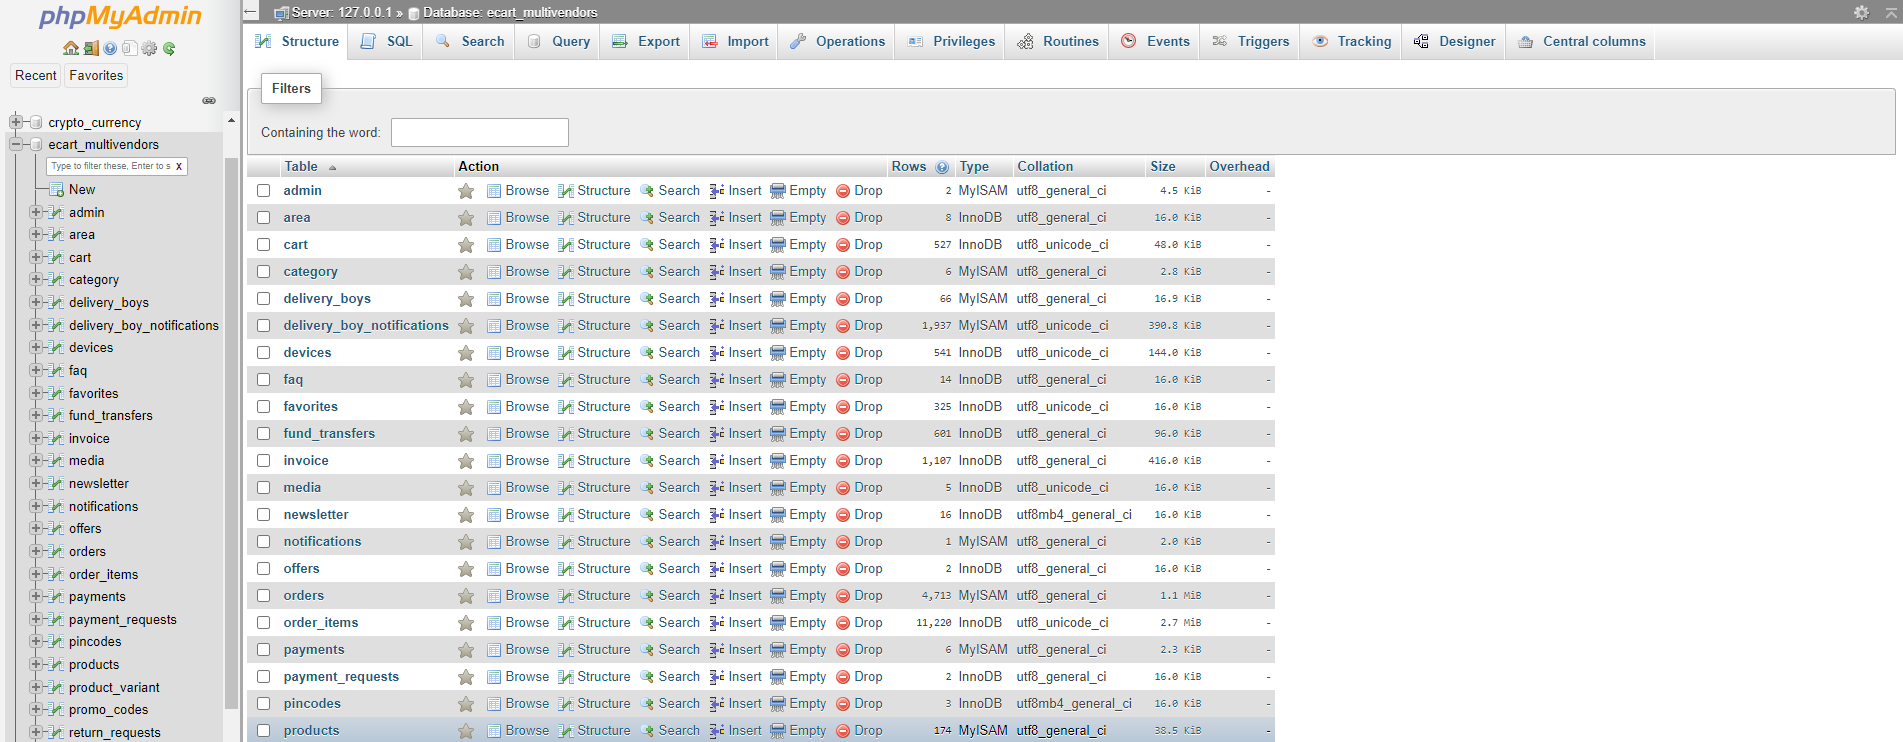 phpMyAdmin
Recent Favorites
crypto_currency
ecart_multivendors
Type to filter these, Enter to s X
New
admin
area
cart
category
delivery_boys
delivery_boy_notifications
devices
faq
favorites
fund_transfers
invoice
media
newsletter
notifications
offers
orders
order_items
payments
payment_requests
pincodes
products
product_variant
promo_codes
return_requests
Server: 127.0.0.1 » Database: ecart_multivendors
Structure SQL Search Query Export Import Operations Privileges Routines Events Triggers Tracking Designer Central columns
Filters
Containing the word:
Table Action Rows Type Collation Size Overhead
admin Browse Structure Search Insert Empty Drop 2 MyISAM utf8_general_ci 4.5 KiB -
area Browse Structure Search Insert Empty Drop 8 InnoDB utf8_general_ci 16.0 KiB -
cart Browse Structure Search Insert Empty Drop 527 InnoDB utf8_unicode_ci 48.0 KiB -
category Browse Structure Search Insert Empty Drop 6 MyISAM utf8_general_ci 2.8 KiB -
delivery_boys Browse Structure Search Insert Empty Drop 66 MyISAM utf8_general_ci 16.9 KiB -
delivery_boy_notifications Browse Structure Search Insert Empty Drop 1,937 MyISAM utf8_unicode_ci 390.8 KiB -
devices Browse Structure Search Insert Empty Drop 541 InnoDB utf8_unicode_ci 144.0 KiB -
faq Browse Structure Search Insert Empty Drop 14 InnoDB utf8_general_ci 16.0 KiB -
favorites Browse Structure Search Insert Empty Drop 325 InnoDB utf8_unicode_ci 16.0 KiB -
fund_transfers Browse Structure Search Insert Empty Drop 601 InnoDB utf8_general_ci 96.0 KiB -
invoice Browse Structure Search Insert Empty Drop 1,107 InnoDB utf8_general_ci 416.0 KiB -
media Browse Structure Search Insert Empty Drop 5 InnoDB utf8_unicode_ci 16.0 KiB -
newsletter Browse Structure Search Insert Empty Drop 16 InnoDB utf8mb4_general_ci 16.0 KiB -
notifications Browse Structure Search Insert Empty Drop 1 MyISAM utf8_general_ci 2.0 KiB -
offers Browse Structure Search Insert Empty Drop 2 InnoDB utf8_general_ci 16.0 KiB -
orders Browse Structure Search Insert Empty Drop 4,713 MyISAM utf8_general_ci 1.1 MiB -
order_items Browse Structure Search Insert Empty Drop 11,220 InnoDB utf8_unicode_ci 2.7 MiB -
payments Browse Structure Search Insert Empty Drop 6 MyISAM utf8_general_ci 2.3 KiB -
payment_requests Browse Structure Search Insert Empty Drop 2 InnoDB utf8_general_ci 16.0 KiB -
pincodes Browse Structure Search Insert Empty Drop 3 InnoDB utf8mb4_general_ci 16.0 KiB -
products Browse Structure Search Insert Empty Drop 174 MyISAM utf8_general_ci 38.5 KiB -